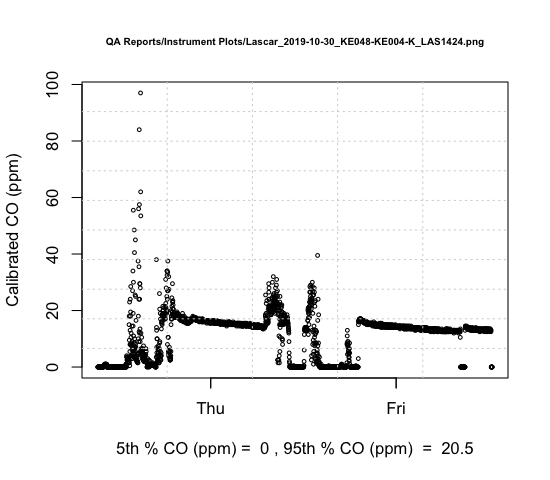 QA Reports/Instrument Plots/Lascar_2019-10-30_KE048-KE004-K_LAS1424.png
Calibrated CO (ppm)
100
80
60
40
20
0
Thu Fri
5th % CO (ppm) = 0 , 95th % CO (ppm) = 20.5